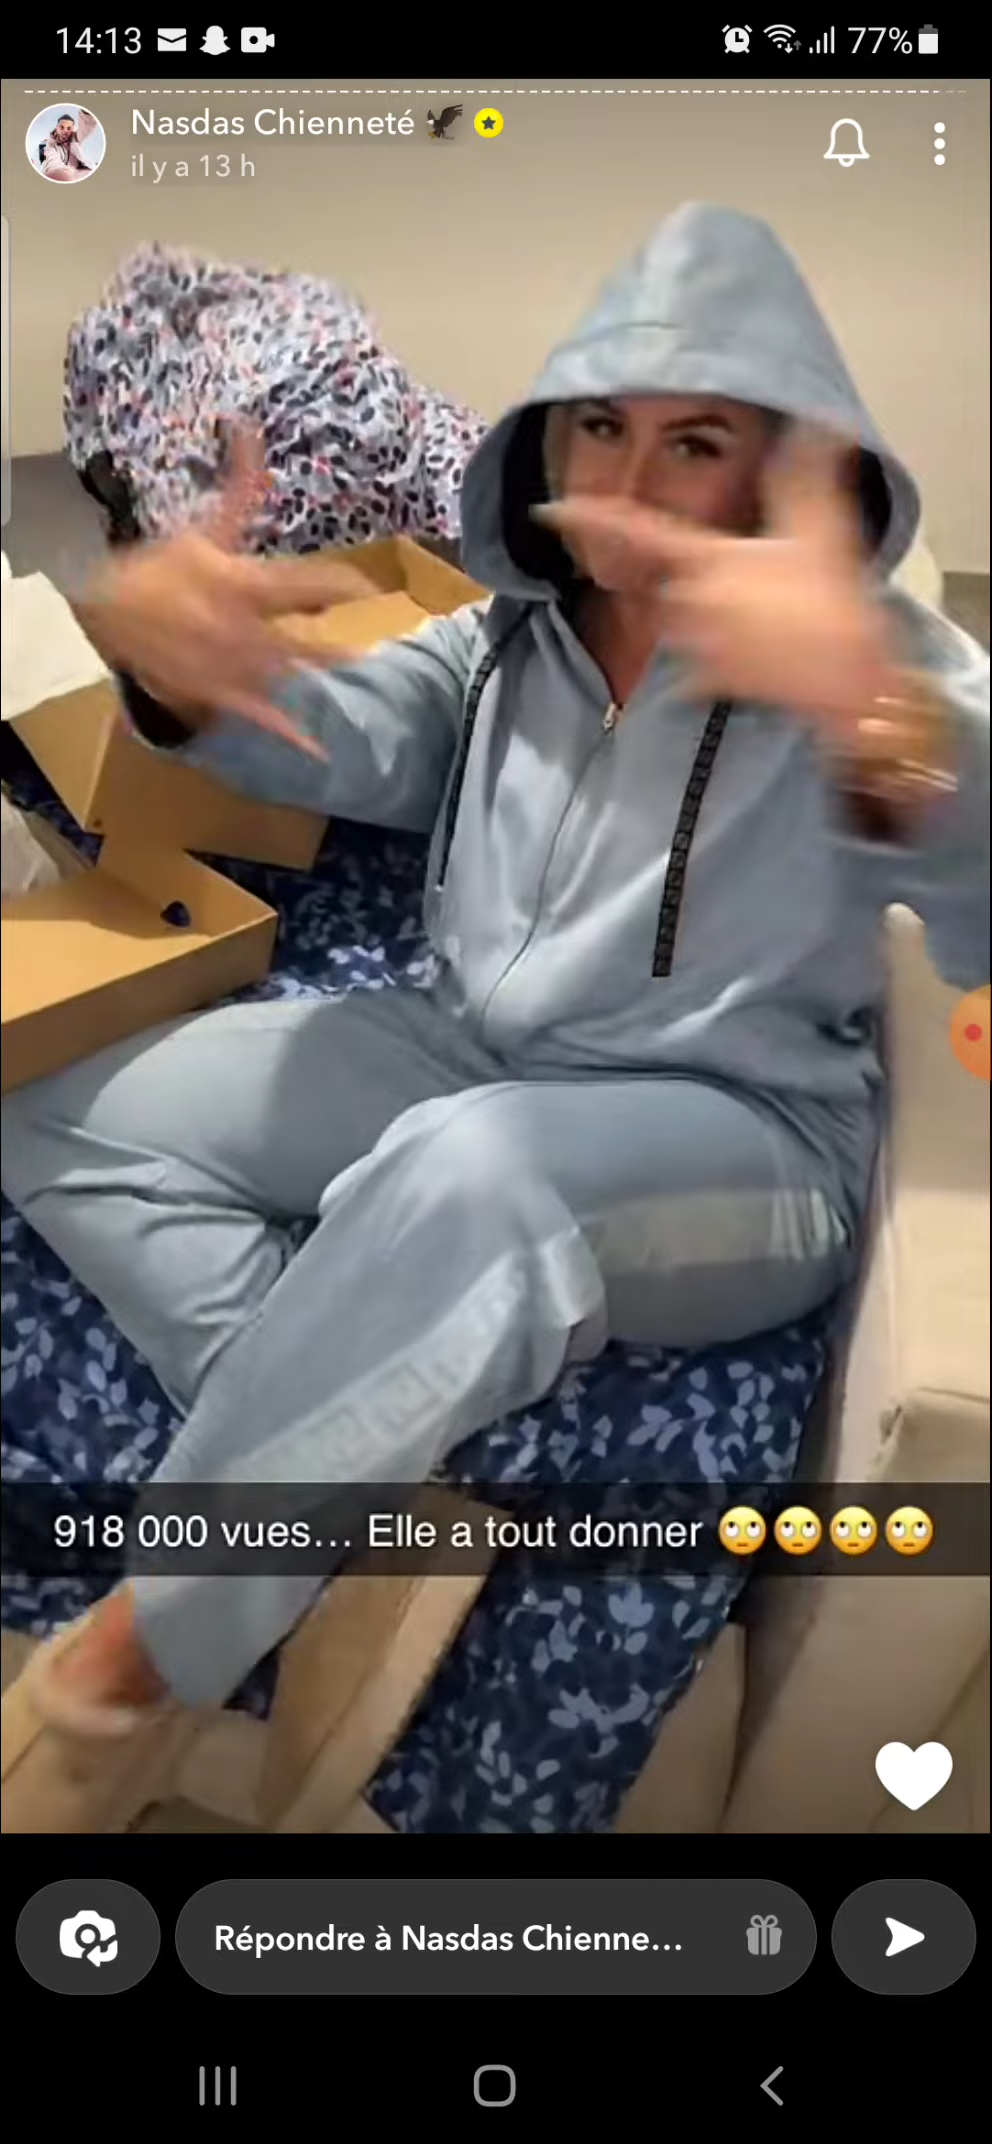 14:13 77%
Nasdas Chienneté
il y a 13 h
918 000 vues... Elle a tout donner 🙄🙄🙄🙄
Répondre à Nasdas Chienne...